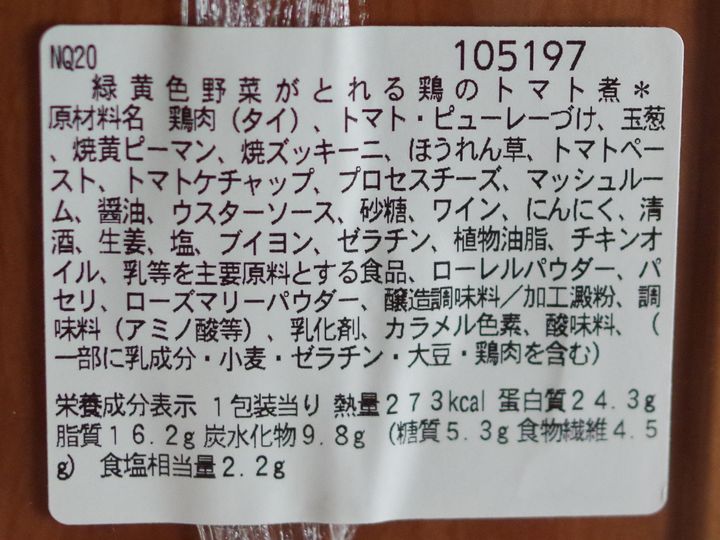 NQ20
105197
緑黄色野菜がとれる鶏のトマト煮＊
原材料名　鶏肉（タイ）、トマト・ピューレーづけ、玉葱
、焼黄ピーマン、焼ズッキーニ、ほうれん草、トマトペー
スト、トマトケチャップ、プロセスチーズ、マッシュルー
ム、醤油、ウスターソース、砂糖、ワイン、にんにく、清
酒、生姜、塩、ブイヨン、ゼラチン、植物油脂、チキンオ
イル、乳等を主要原料とする食品、ローレルパウダー、パ
セリ、ローズマリーパウダー、醸造調味料／加工澱粉、調
味料（アミノ酸等）、乳化剤、カラメル色素、酸味料、（
一部に乳成分・小麦・ゼラチン・大豆・鶏肉を含む）
栄養成分表示 1包装当り 熱量273kcal 蛋白質24.3g
脂質16.2g 炭水化物9.8g （糖質5.3g 食物繊維4.5
g） 食塩相当量2.2g